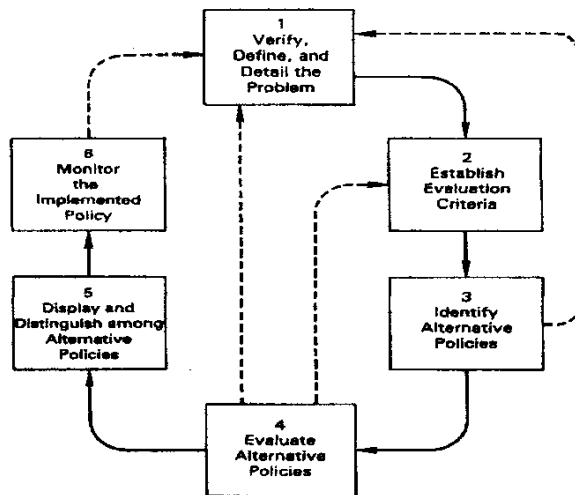 1
Verify,
Define, and
Detail the
Problem
2
Establish
Evaluation
Criteria
3
Identify
Alternative
Policies
4
Evaluate
Alternative
Policies
5
Display and
Distinguish among
Alternative
Policies
6
Monitor
the
Implemented
Policy